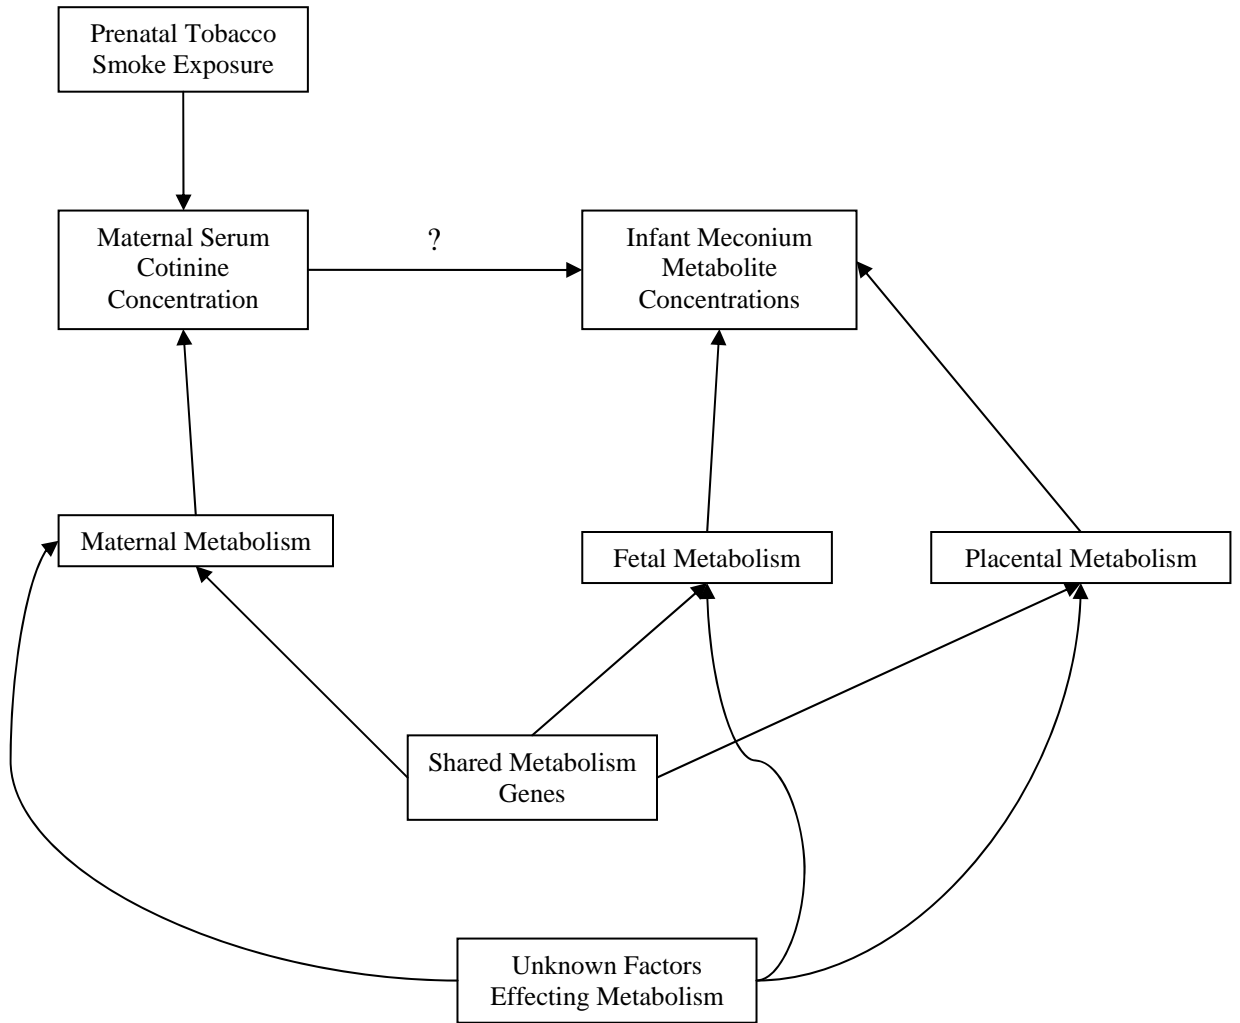 Prenatal Tobacco
Smoke Exposure
Maternal Serum
Cotinine
Concentration
?
Infant Meconium
Metabolite
Concentrations
Maternal Metabolism
Fetal Metabolism
Placental Metabolism
Shared Metabolism
Genes
Unknown Factors
Effecting Metabolism